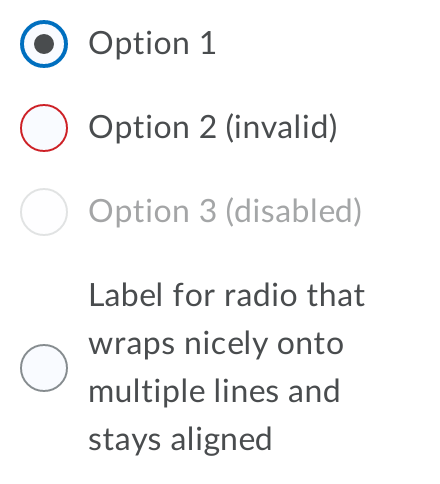 Option 1
Option 2 (invalid)
Option 3 (disabled)
Label for radio that
wraps nicely onto
multiple lines and
stays aligned